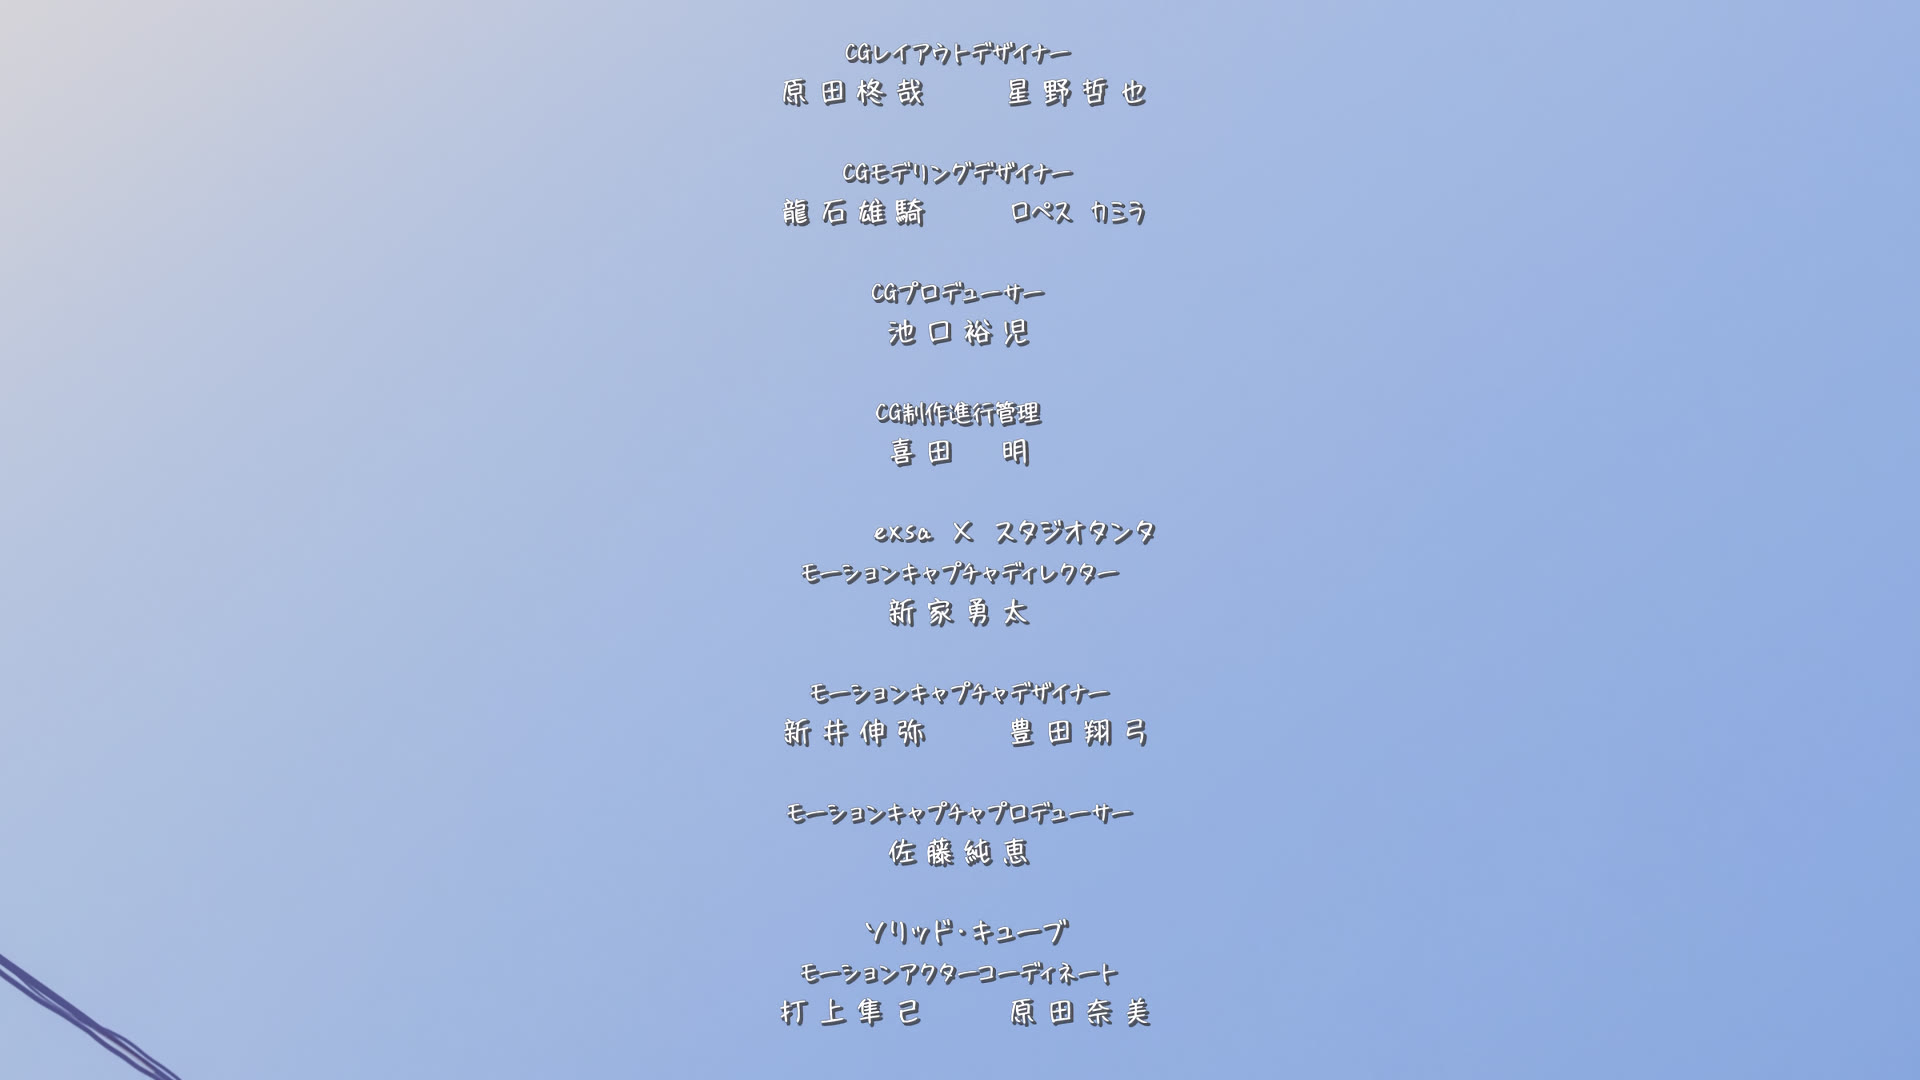 CGレイアウトデザイナー
原田柊哉 星野哲也
CGモデリングデザイナー
龍石雄騎 ロペス カミラ
CGプロデューサー
池口裕児
CG制作進行管理
喜田 明
exsa X スタジオタンタ
モーションキャプチャディレクター
新家勇太
モーションキャプチャデザイナー
新井伸弥 豊田翔弓
モーションキャプチャプロデューサー
佐藤純恵
ソリッド・キューブ
モーションアクターコーディネート
打上隼己 原田奈美